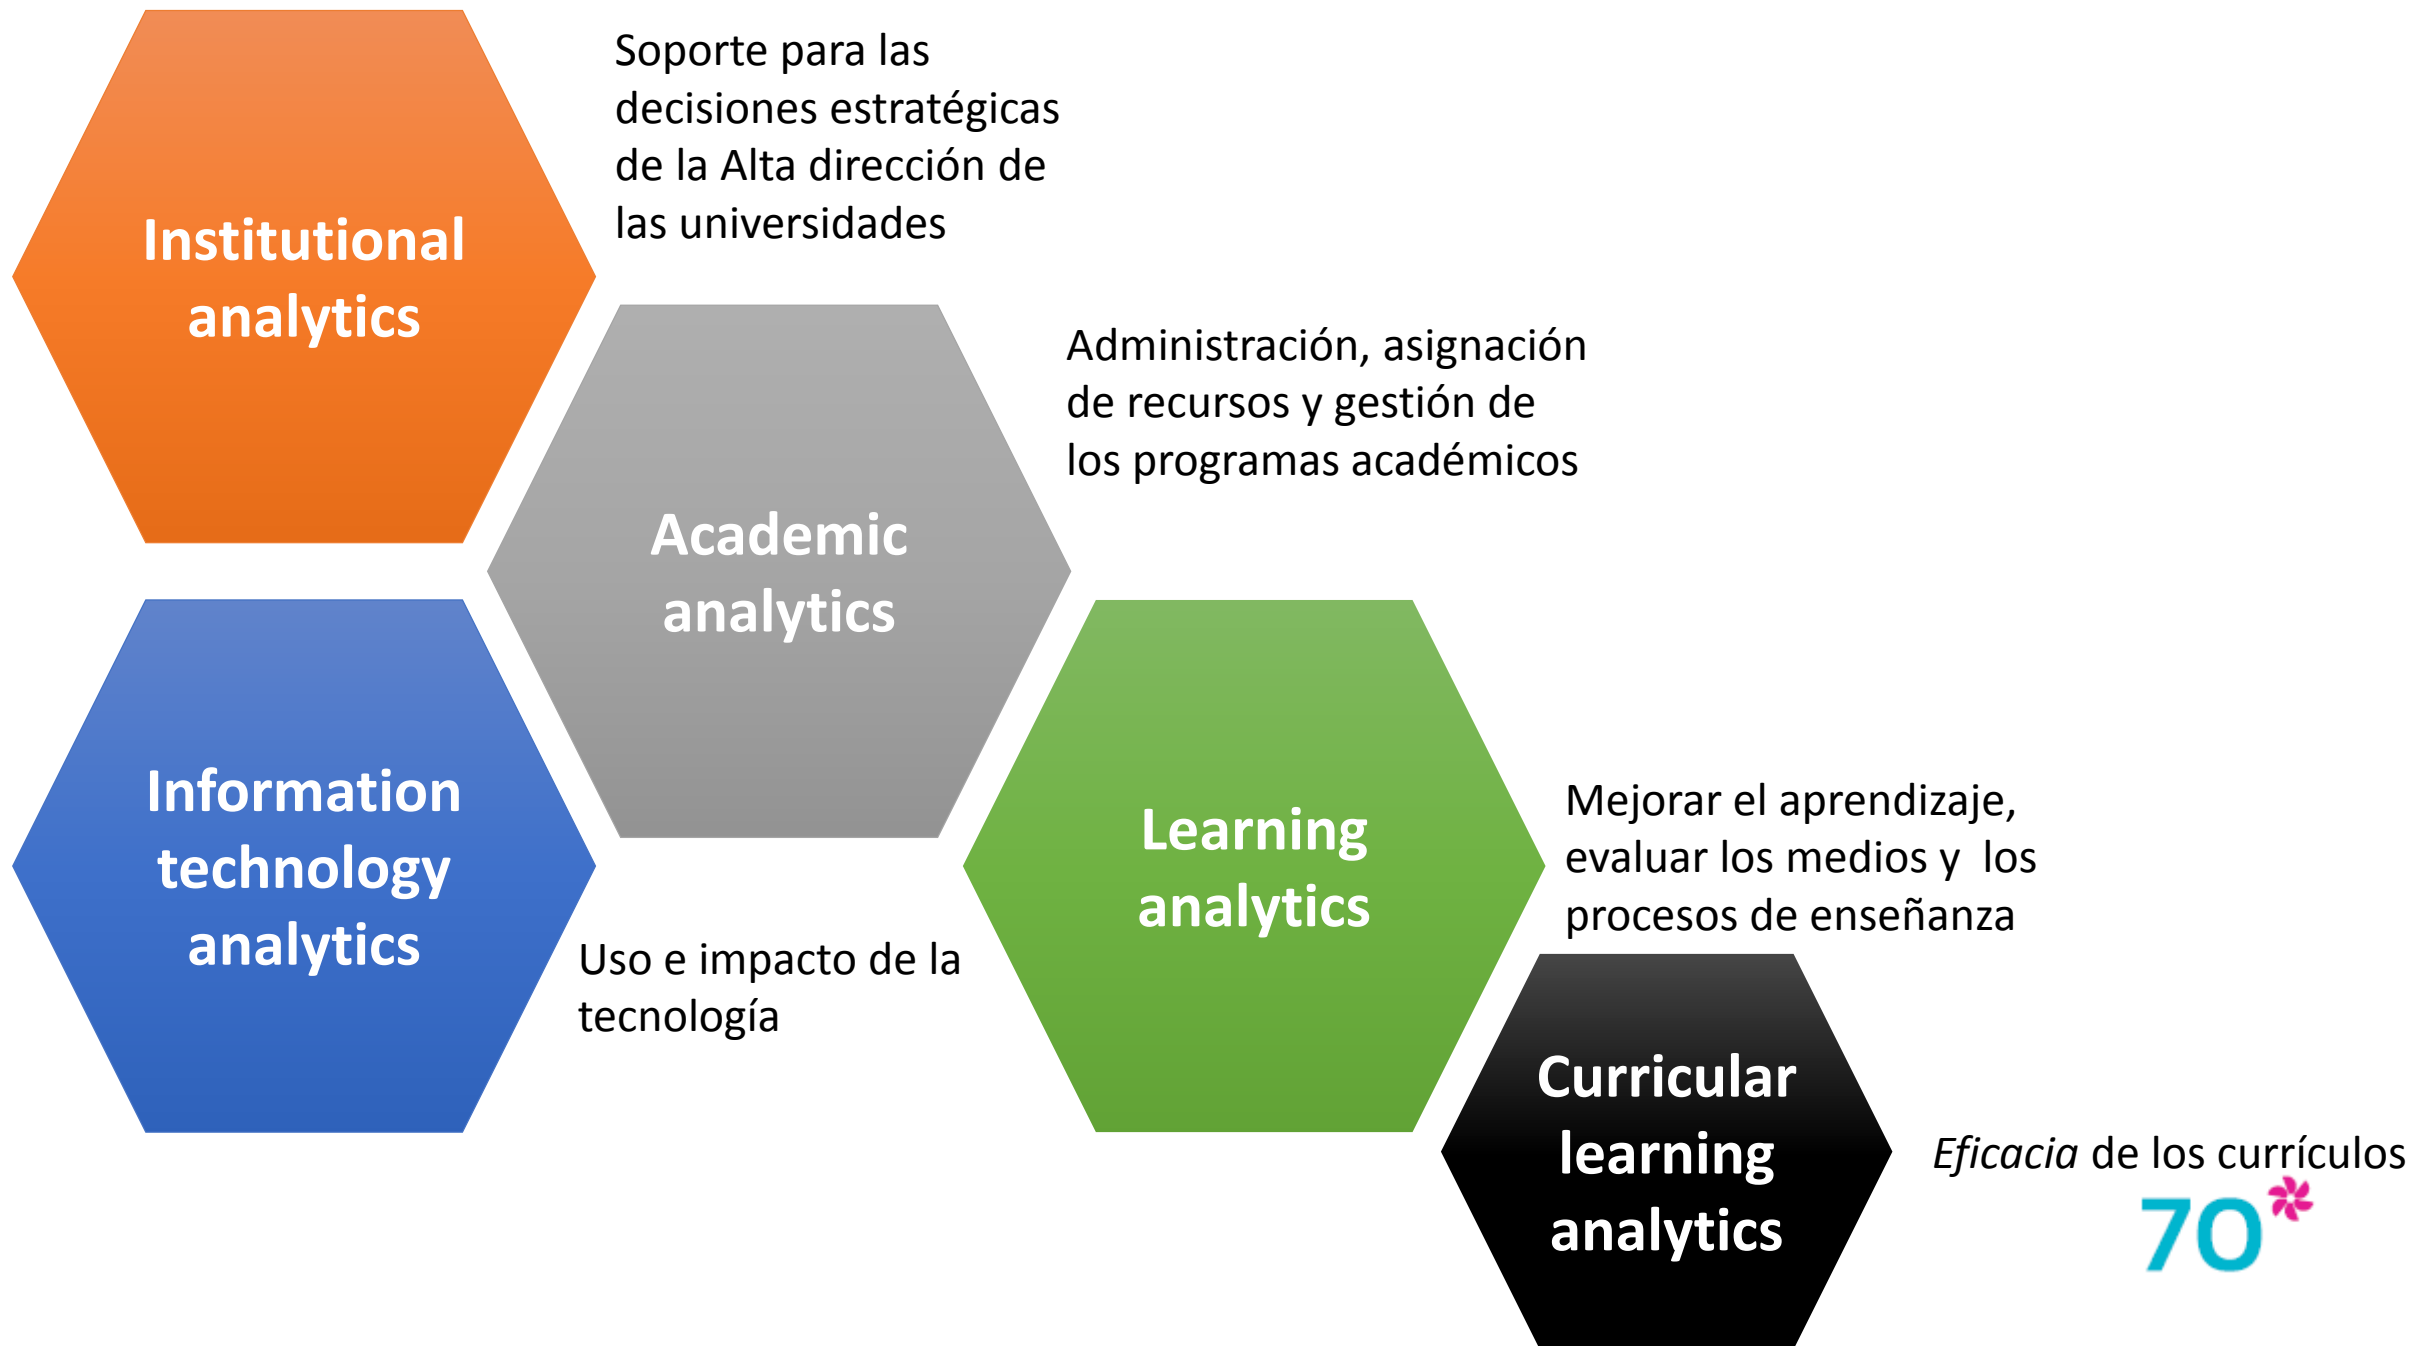 Institutional
analytics
Soporte para las
decisiones estratégicas
de la Alta dirección de
las universidades
Academic
analytics
Administración, asignación
de recursos y gestión de
los programas académicos
Information
technology
analytics
Uso e impacto de la
tecnología
Learning
analytics
Mejorar el aprendizaje,
evaluar los medios y  los
procesos de enseñanza
Curricular
learning
analytics
Eficacia de los currículos
70